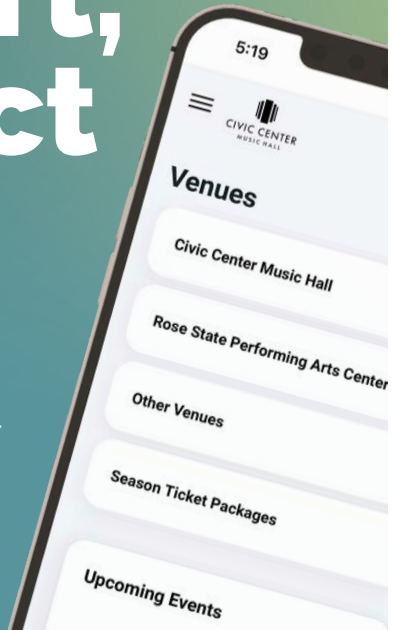 t,
ct
5:19
CIVIC CENTER
MUSIC HALL
Venues
Civic Center Music Hall
Rose State Performing Arts Center
Other Venues
Season Ticket Packages
Upcoming Events